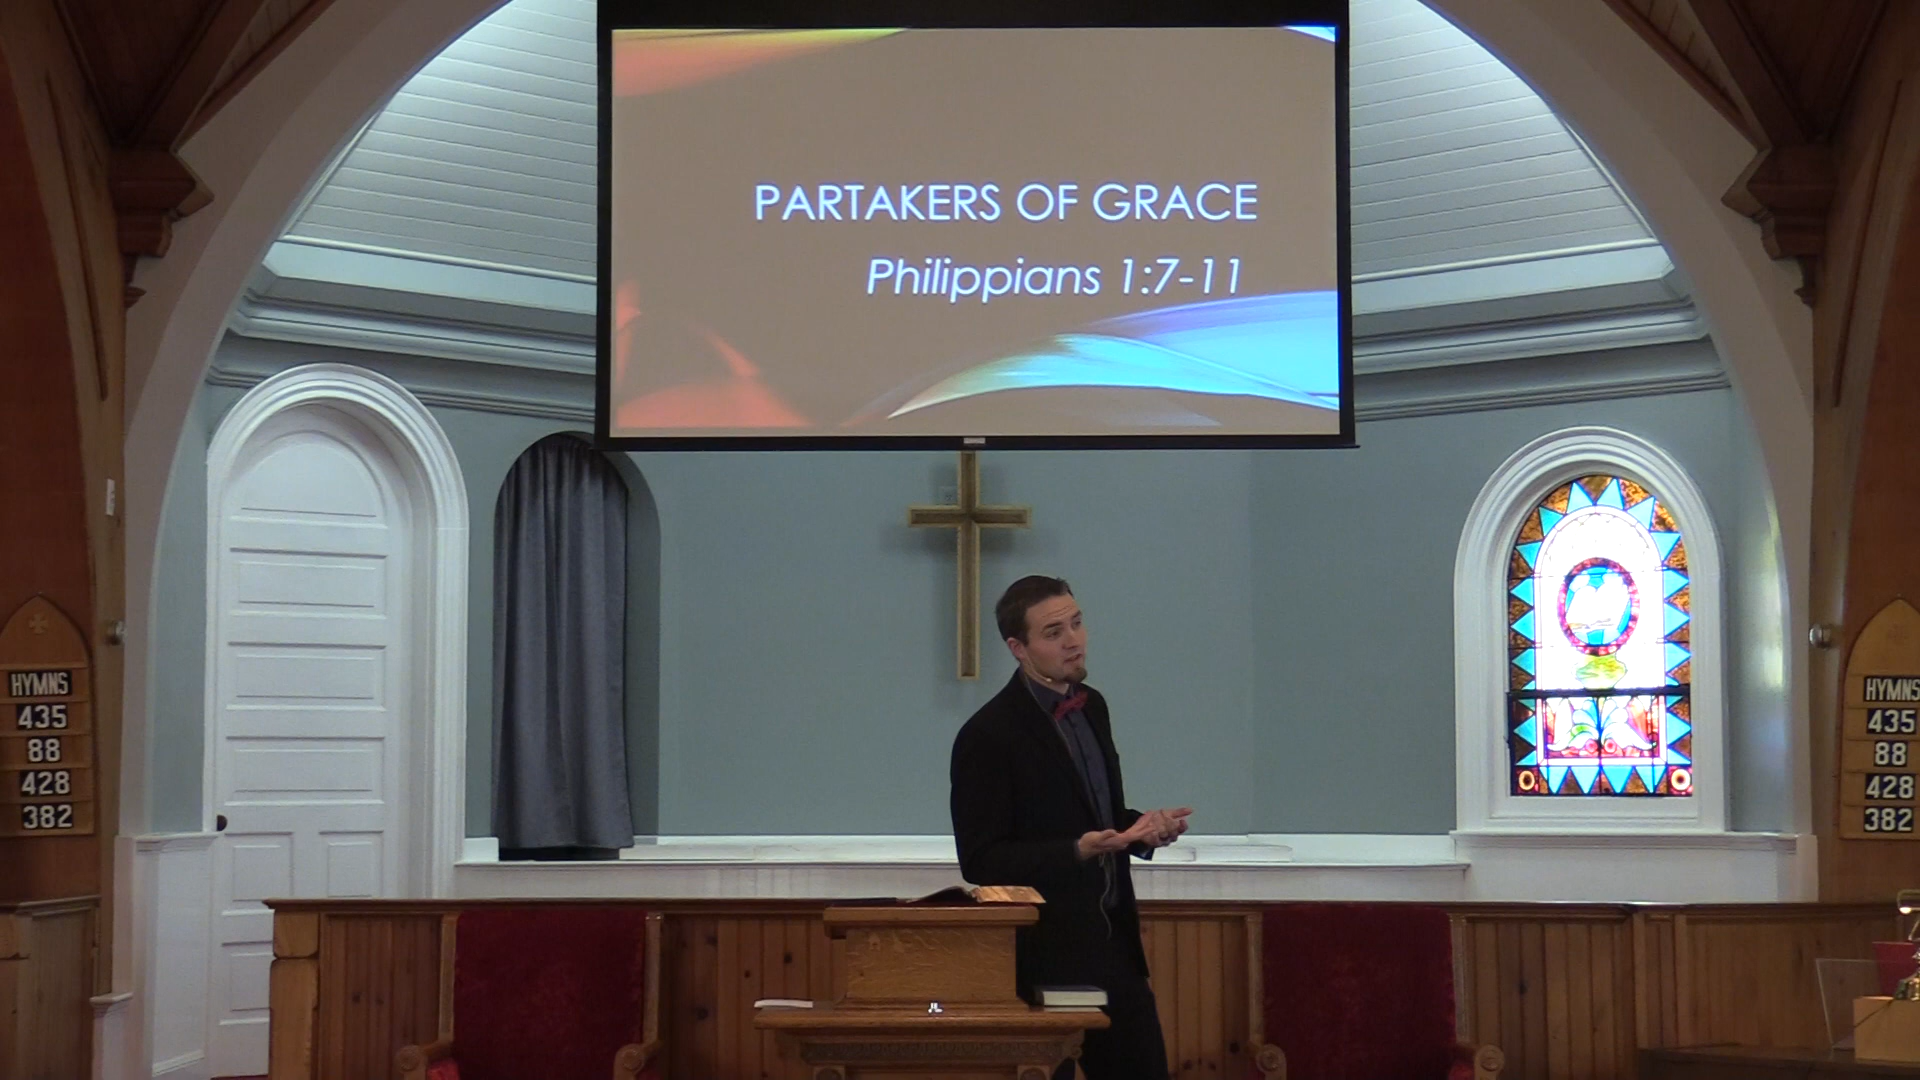 PARTAKERS OF GRACE
Philippians 1:7-11
HYMNS
435
88
428
382
HYMNS
435
88
428
382